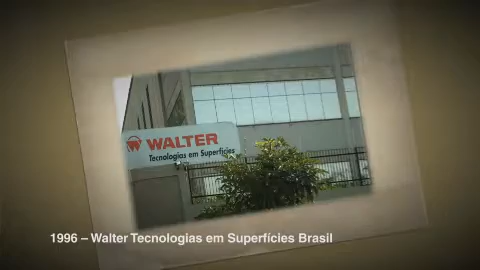 WALTER
Tecnologias em Superfícies
1996 – Walter Tecnologias em Superfícies Brasil